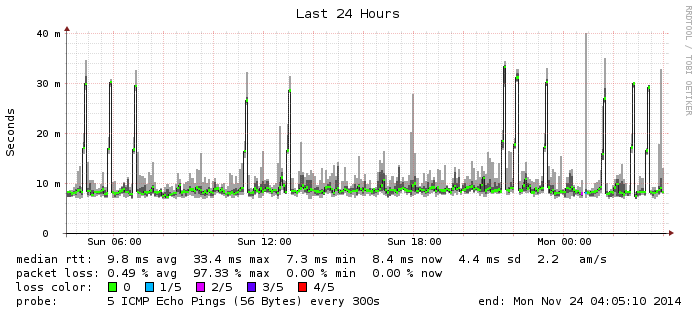 Last 24 Hours
RRDTOOL / TOBI OETIKER
40 m
30 m
20 m
10 m
0
Seconds
Sun 06:00 Sun 12:00 Sun 18:00 Mon 00:00
median rtt: 9.8 ms avg 33.4 ms max 7.3 ms min 8.4 ms now 4.4 ms sd 2.2 am/s
packet loss: 0.49 % avg 97.33 % max 0.00 % min 0.00 % now
loss color: 0 1/5 2/5 3/5 4/5
probe: 5 ICMP Echo Pings (56 Bytes) every 300s end: Mon Nov 24 04:05:10 2014